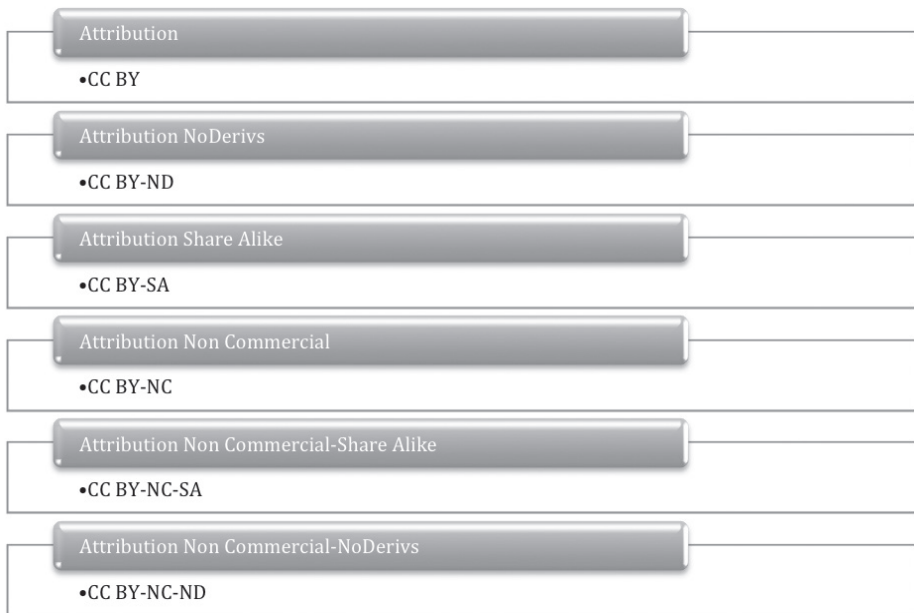 Attribution
•CC BY
Attribution NoDerivs
•CC BY-ND
Attribution Share Alike
•CC BY-SA
Attribution Non Commercial
•CC BY-NC
Attribution Non Commercial-Share Alike
•CC BY-NC-SA
Attribution Non Commercial-NoDerivs
•CC BY-NC-ND